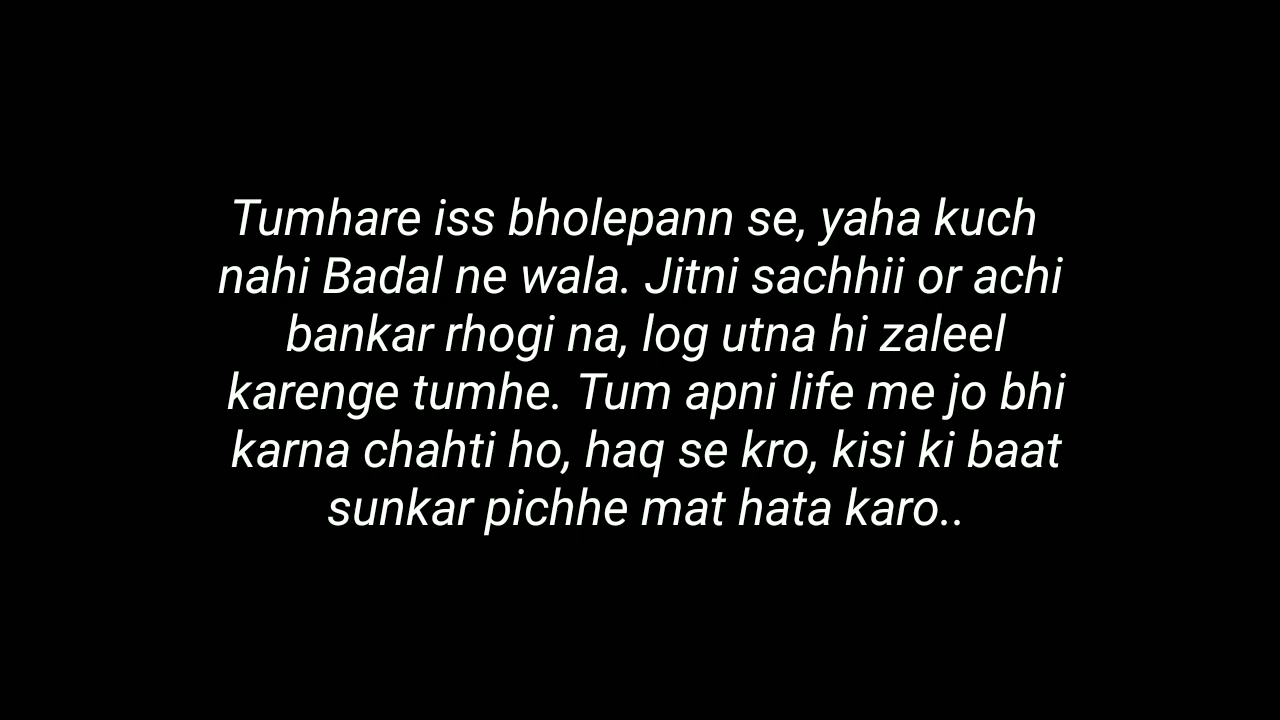 Tumhare iss bholepann se, yaha kuch
nahi Badal ne wala. Jitni sachhii or achi
bankar rhogi na, log utna hi zaleel
karenge tumhe. Tum apni life me jo bhi
karna chahti ho, haq se kro, kisi ki baat
sunkar pichhe mat hata karo..